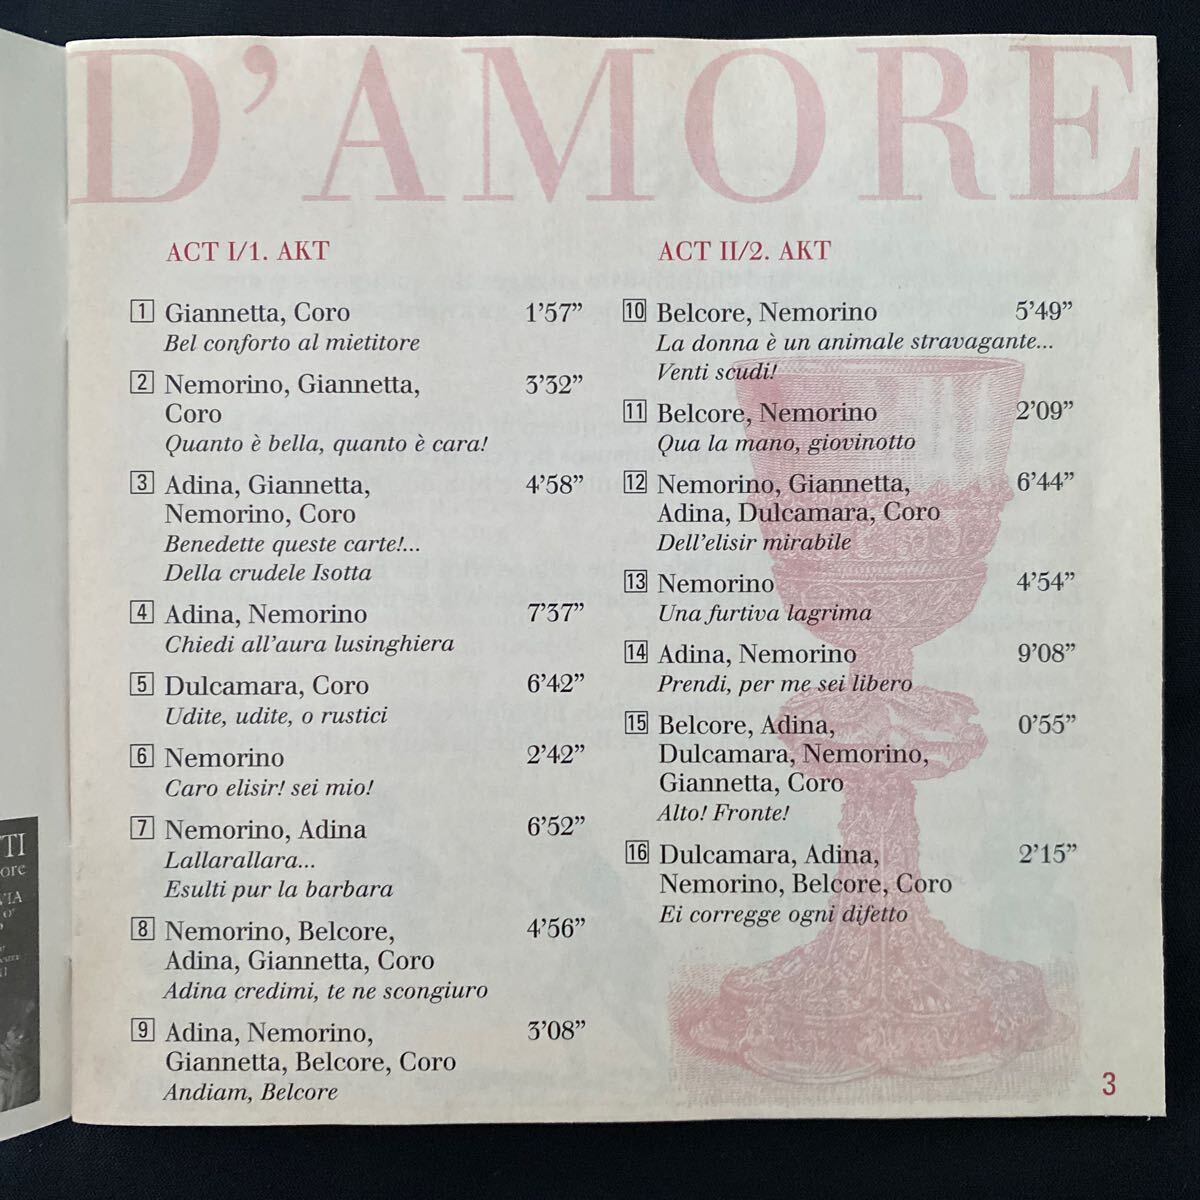 D’AMORE
ACT I/1. AKT
1 Giannetta, Coro 1’57”
Bel conforto al mietitore
2 Nemorino, Giannetta, 3’32”
Coro
Quanto è bella, quanto è cara!
3 Adina, Giannetta, 4’58”
Nemorino, Coro
Benedette queste carte!...
Della crudele Isotta
4 Adina, Nemorino 7’37”
Chiedi all’aura lusinghiera
5 Dulcamara, Coro 6’42”
Udite, udite, o rustici
6 Nemorino 2’42”
Caro elisir! sei mio!
7 Nemorino, Adina 6’52”
Lallarallara...
Esulti pur la barbara
8 Nemorino, Belcore, 4’56”
Adina, Giannetta, Coro
Adina credimi, te ne scongiuro
9 Adina, Nemorino, 3’08”
Giannetta, Belcore, Coro
Andiam, Belcore
ACT II/2. AKT
10 Belcore, Nemorino 5’49”
La donna è un animale stravagante...
Venti scudi!
11 Belcore, Nemorino 2’09”
Qua la mano, giovinotto
12 Nemorino, Giannetta, 6’44”
Adina, Dulcamara, Coro
Dell’elisir mirabile
13 Nemorino 4’54”
Una furtiva lagrima
14 Adina, Nemorino 9’08”
Prendi, per me sei libero
15 Belcore, Adina, 0’55”
Dulcamara, Nemorino,
Giannetta, Coro
Alto! Fronte!
16 Dulcamara, Adina, 2’15”
Nemorino, Belcore, Coro
Ei corregge ogni difetto
3
TTI
ore
VIA